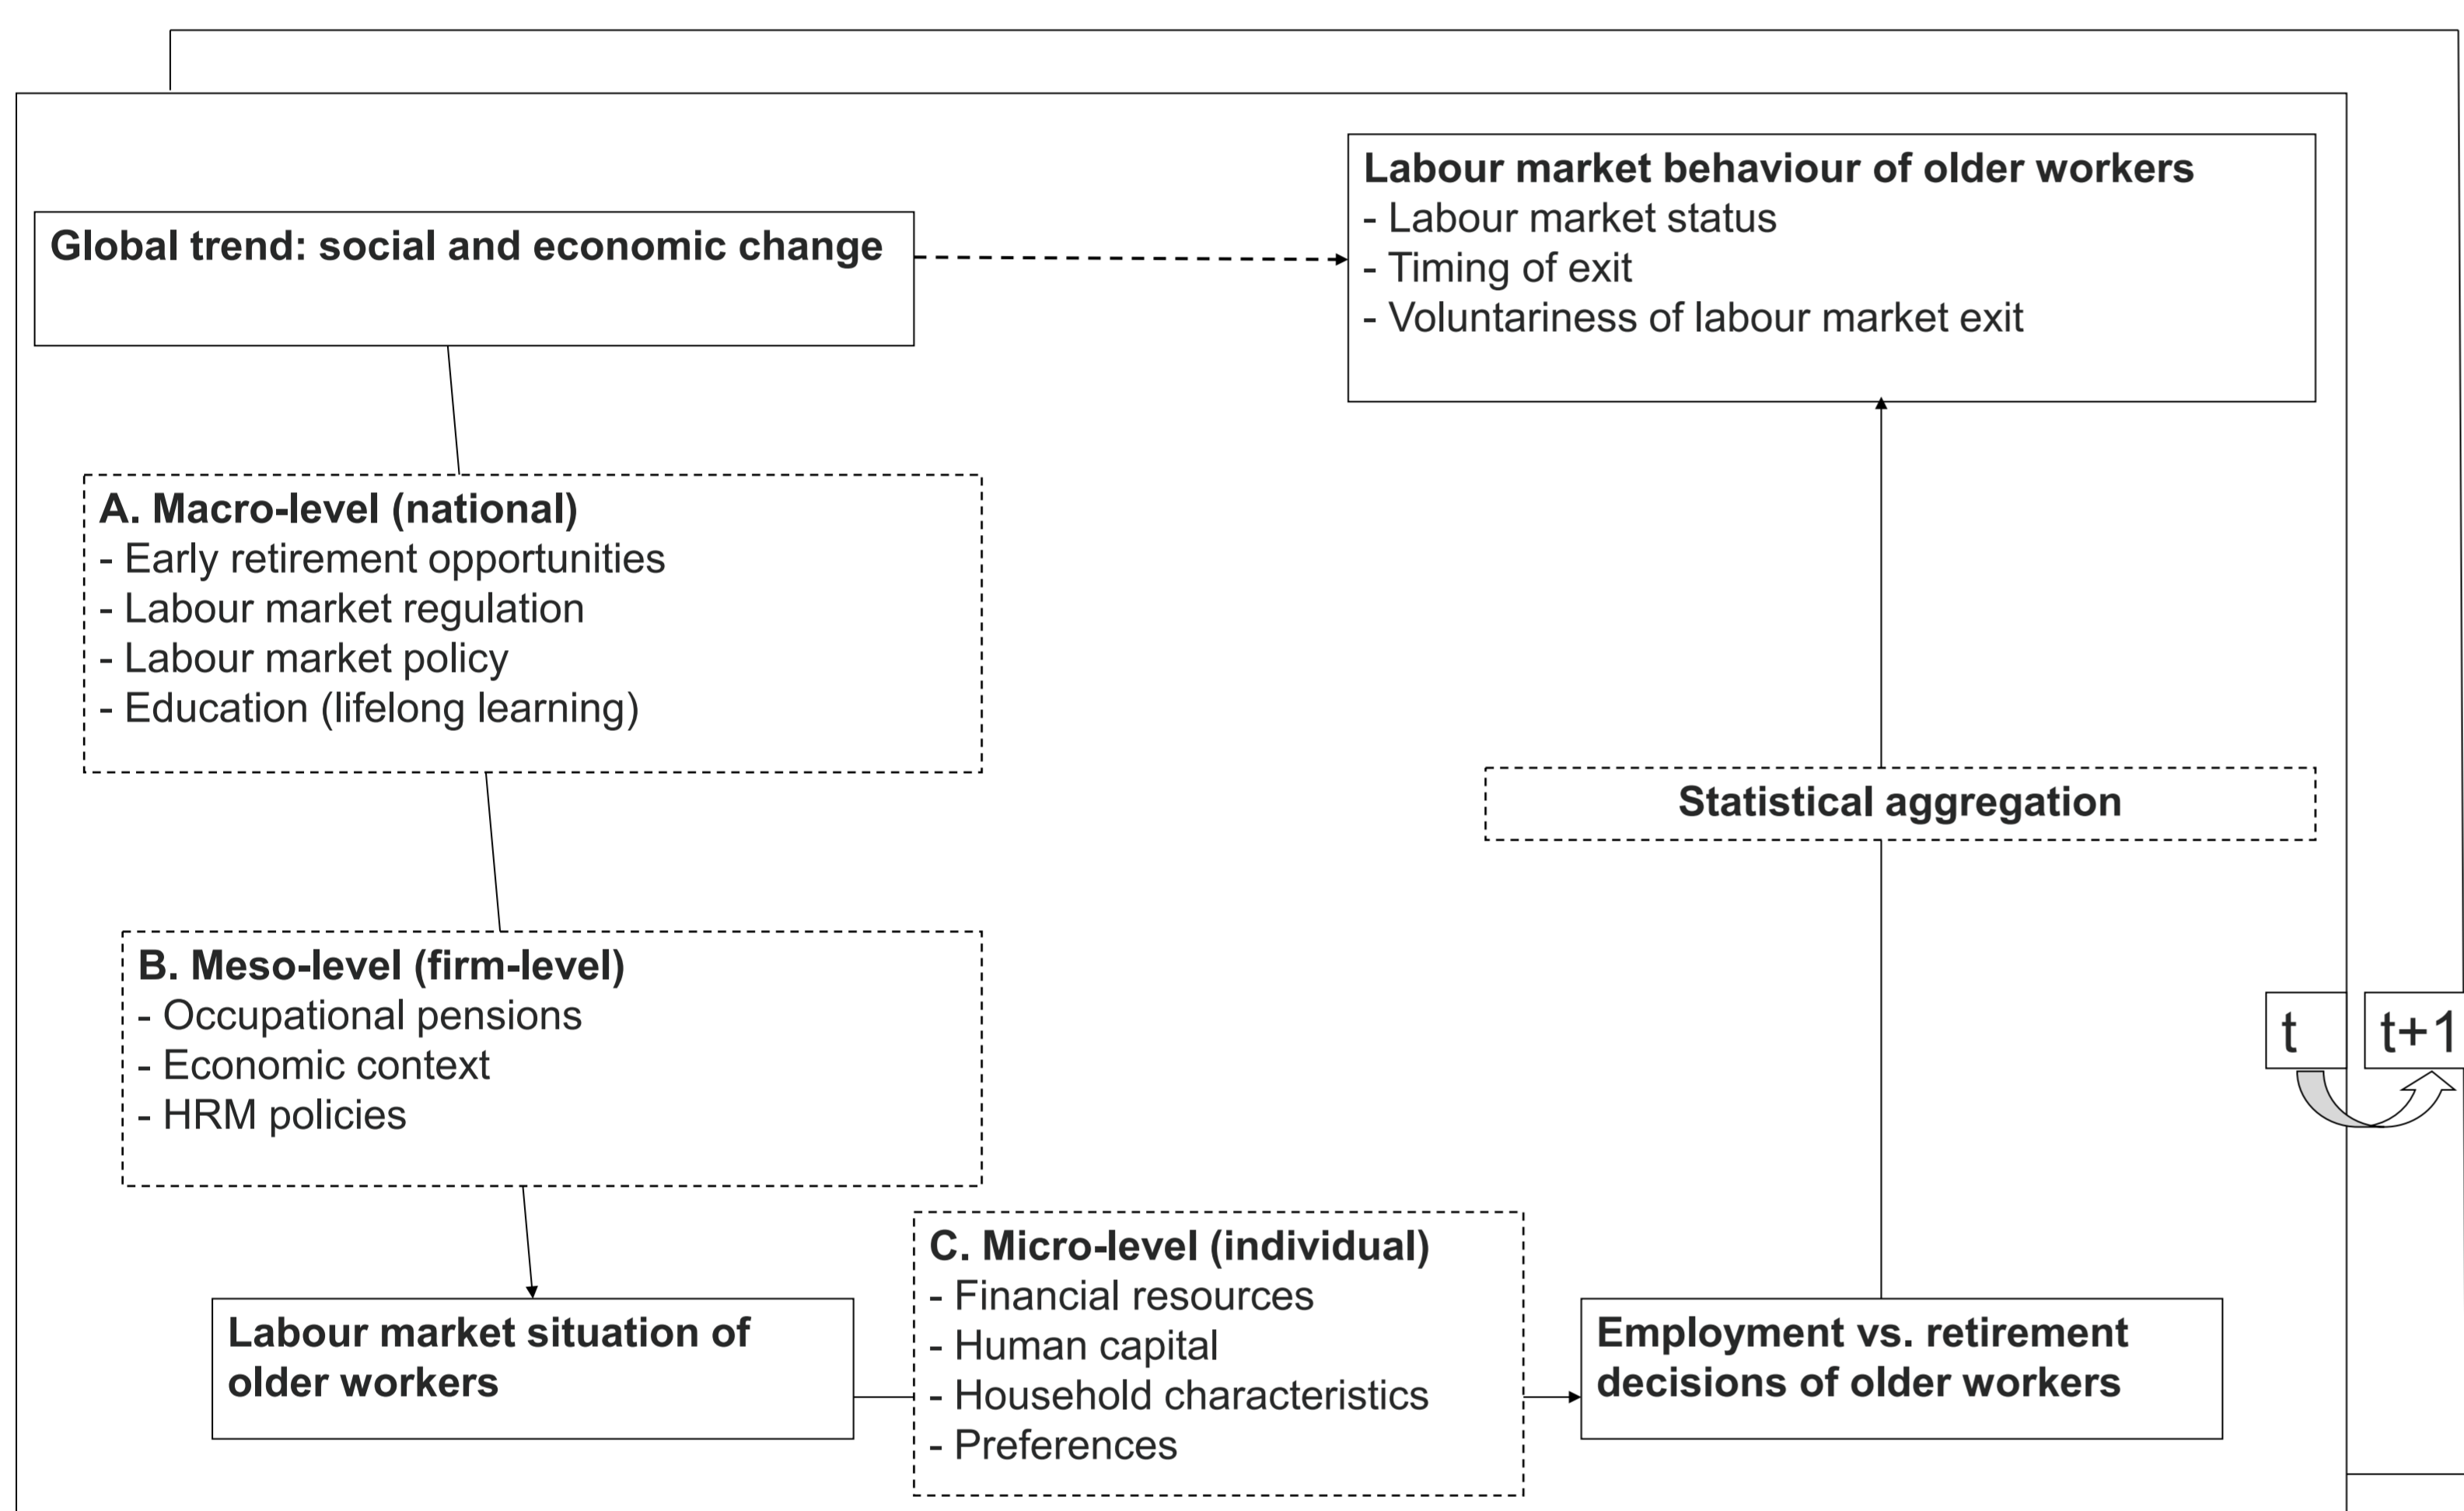 Global trend: social and economic change
Labour market behaviour of older workers
- Labour market status
- Timing of exit
- Voluntariness of labour market exit
A. Macro-level (national)
- Early retirement opportunities
- Labour market regulation
- Labour market policy
- Education (lifelong learning)
Statistical aggregation
B. Meso-level (firm-level)
- Occupational pensions
- Economic context
- HRM policies
t
t+1
Labour market situation of
older workers
C. Micro-level (individual)
- Financial resources
- Human capital
- Household characteristics
- Preferences
Employment vs. retirement
decisions of older workers